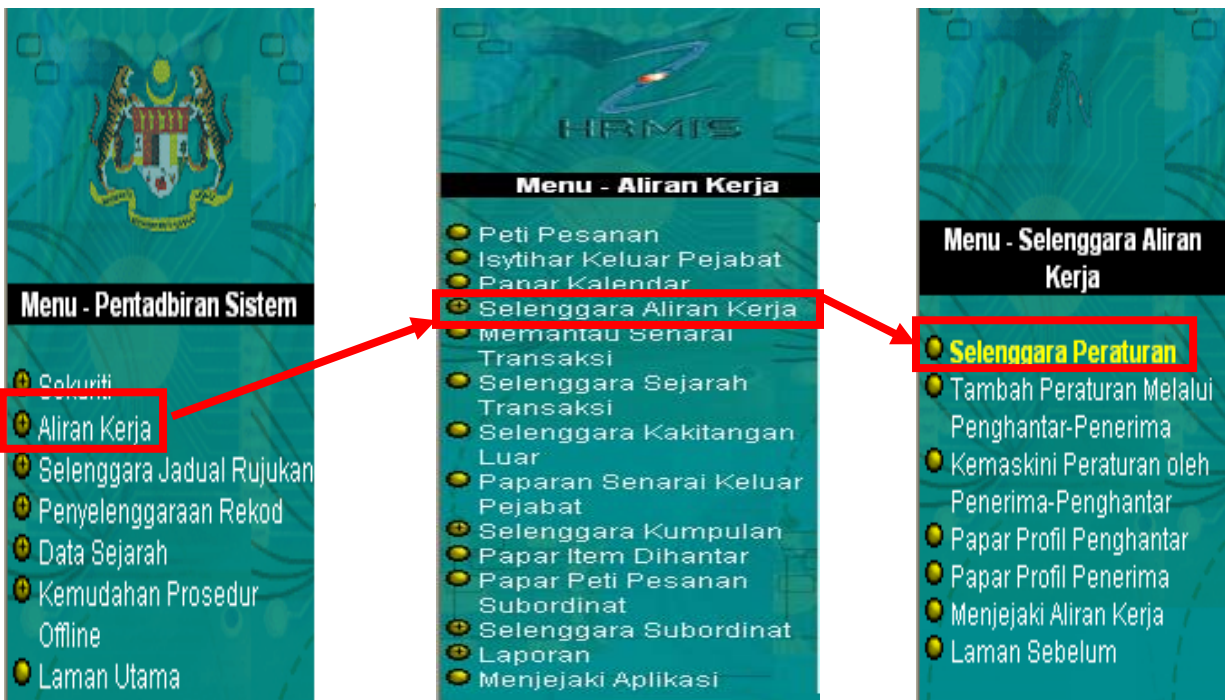 Menu - Pentadbiran Sistem
Sekuriti
Aliran Kerja
Selenggara Jadual Rujukan
Penyelenggaraan Rekod
Data Sejarah
Kemudahan Prosedur
Offline
Laman Utama
HRMIS
Menu - Aliran Kerja
Peti Pesanan
Isytihar Keluar Pejabat
Papar Kalendar
Selenggara Aliran Kerja
Memantau Senarai
Transaksi
Selenggara Sejarah
Transaksi
Selenggara Kakitangan
Luar
Paparan Senarai Keluar
Pejabat
Selenggara Kumpulan
Papar Item Dihantar
Papar Peti Pesanan
Subordinat
Selenggara Subordinat
Laporan
Menjejaki Aplikasi
Menu - Selenggara Aliran
Kerja
Selenggara Peraturan
Tambah Peraturan Melalui
Penghantar-Penerima
Kemaskini Peraturan oleh
Penerima-Penghantar
Papar Profil Penghantar
Papar Profil Penerima
Menjejaki Aliran Kerja
Laman Sebelum